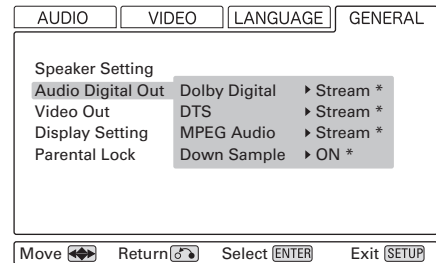 AUDIO VIDEO LANGUAGE GENERAL
Speaker Setting
Audio Digital Out Dolby Digital Stream *
Video Out DTS Stream *
Display Setting MPEG Audio Stream *
Parental Lock Down Sample ON *
Move Return Select ENTER Exit SETUP